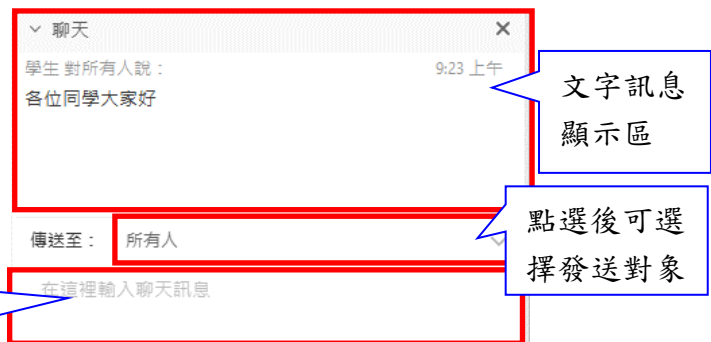 聊天
學生 對所有人說：
9:23 上午
各位同學大家好
文字訊息
顯示區
傳送至：
所有人
點選後可選
擇發送對象
在這裡輸入聊天訊息